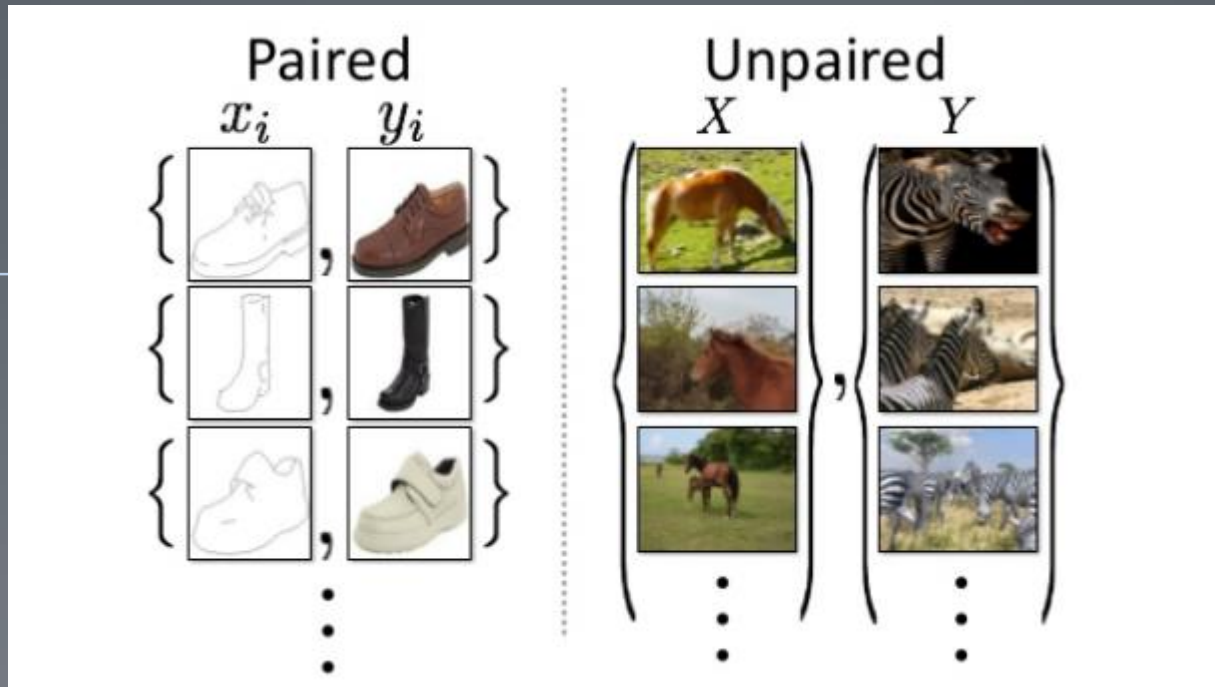 Paired
Unpaired
xᵢ yᵢ
X Y
{ , }
{ , }
{ , }
( ) , ( )